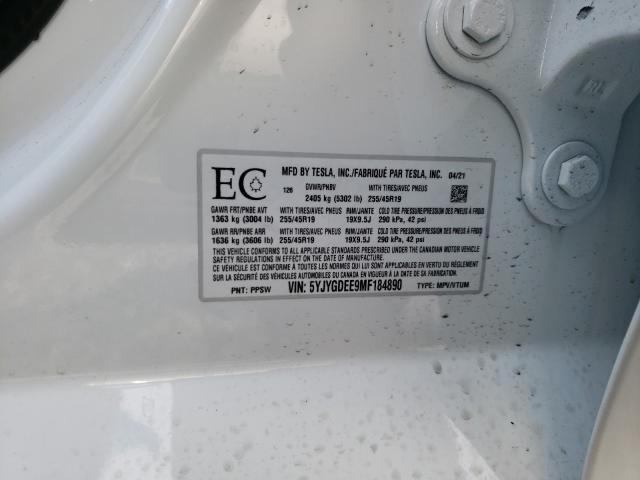 EC
MFD BY TESLA, INC./FABRIQUÉ PAR TESLA, INC. 04/21
126 GVWR/PNBV WITH TIRES/AVEC PNEUS
2405 kg (5302 lb) 255/45R19
GAWR FRT/PNBE AVT WITH TIRES/AVEC PNEUS RIM/JANTE COLD TIRE PRESSURE/PRESSION DES PNEUS À FROID
1363 kg (3004 lb) 255/45R19 19X9.5J 290 kPa, 42 psi
GAWR RR/PNBE ARR WITH TIRES/AVEC PNEUS RIM/JANTE COLD TIRE PRESSURE/PRESSION DES PNEUS À FROID
1636 kg (3606 lb) 255/45R19 19X9.5J 290 kPa, 42 psi
THIS VEHICLE CONFORMS TO ALL APPLICABLE STANDARDS PRESCRIBED UNDER THE CANADIAN MOTOR VEHICLE
SAFETY REGULATIONS IN EFFECT ON THE DATE OF MANUFACTURE.
CE VÉHICULE EST CONFORME À TOUTES LES NORMES QUI LUI SONT APPLICABLES EN VERTU DU RÈGLEMENT
SUR LA SÉCURITÉ DES VÉHICULES AUTOMOBILES DU CANADA EN VIGUEUR À LA DATE DE SA FABRICATION.
PNT: PPSW VIN: 5YJYGDEE9MF184890 TYPE: MPV/VTUM